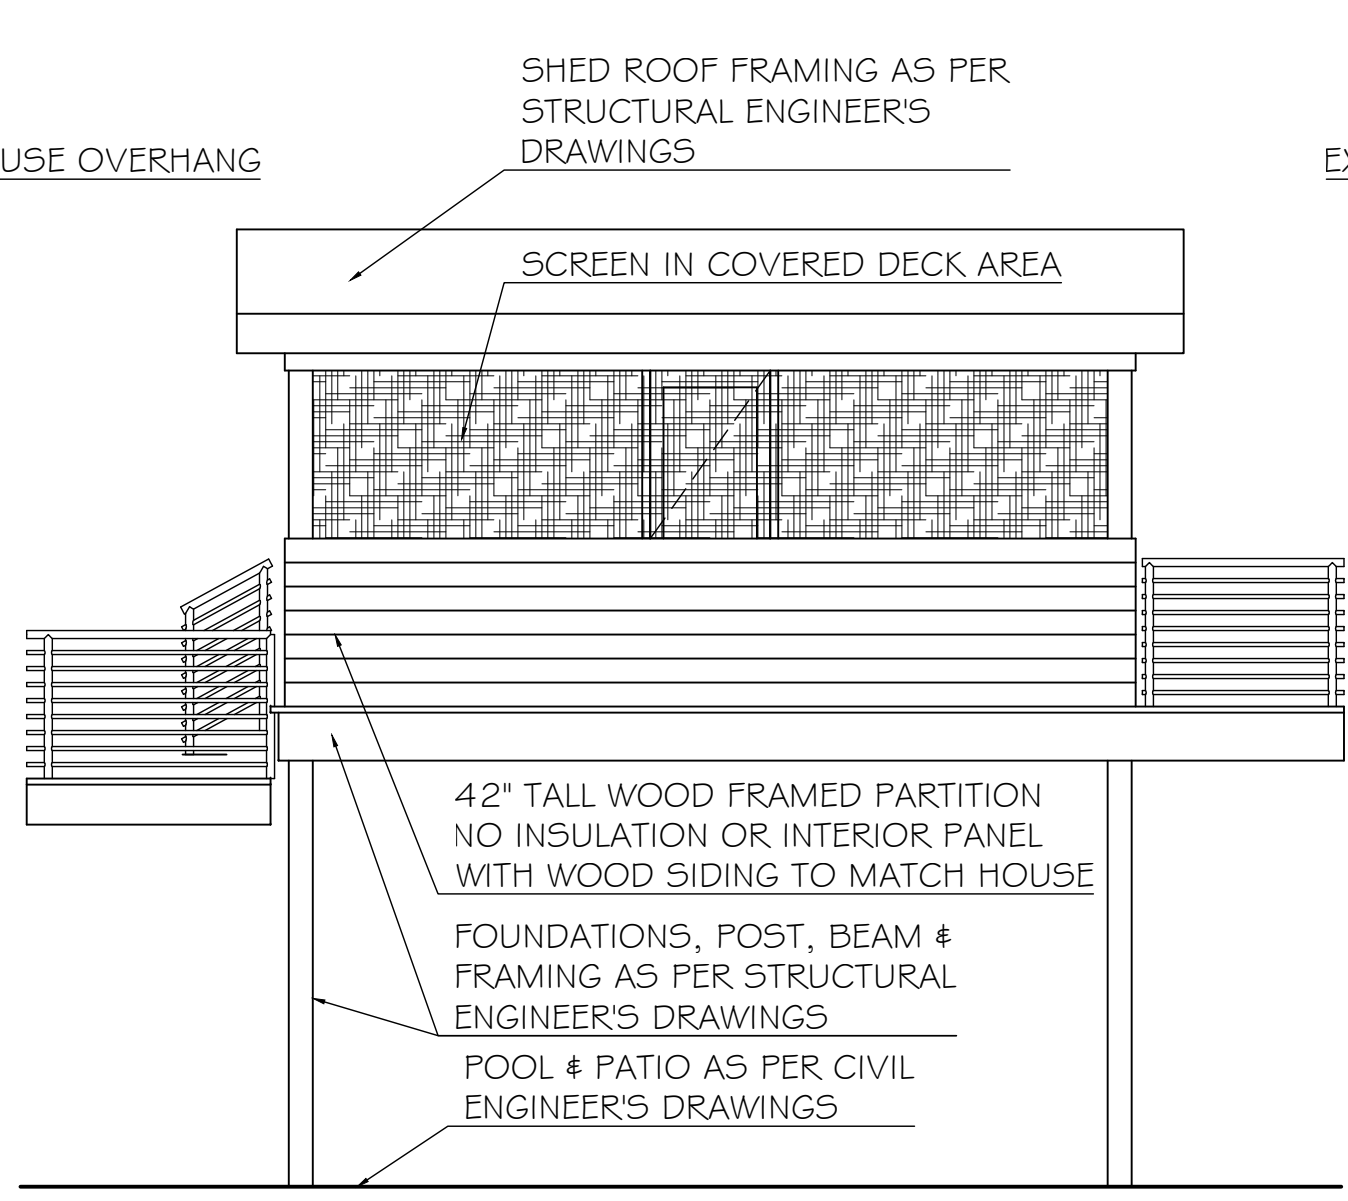 SHED ROOF FRAMING AS PER
STRUCTURAL ENGINEER'S
DRAWINGS
USE OVERHANG
SCREEN IN COVERED DECK AREA
42" TALL WOOD FRAMED PARTITION
NO INSULATION OR INTERIOR PANEL
WITH WOOD SIDING TO MATCH HOUSE
FOUNDATIONS, POST, BEAM &
FRAMING AS PER STRUCTURAL
ENGINEER'S DRAWINGS
POOL & PATIO AS PER CIVIL
ENGINEER'S DRAWINGS